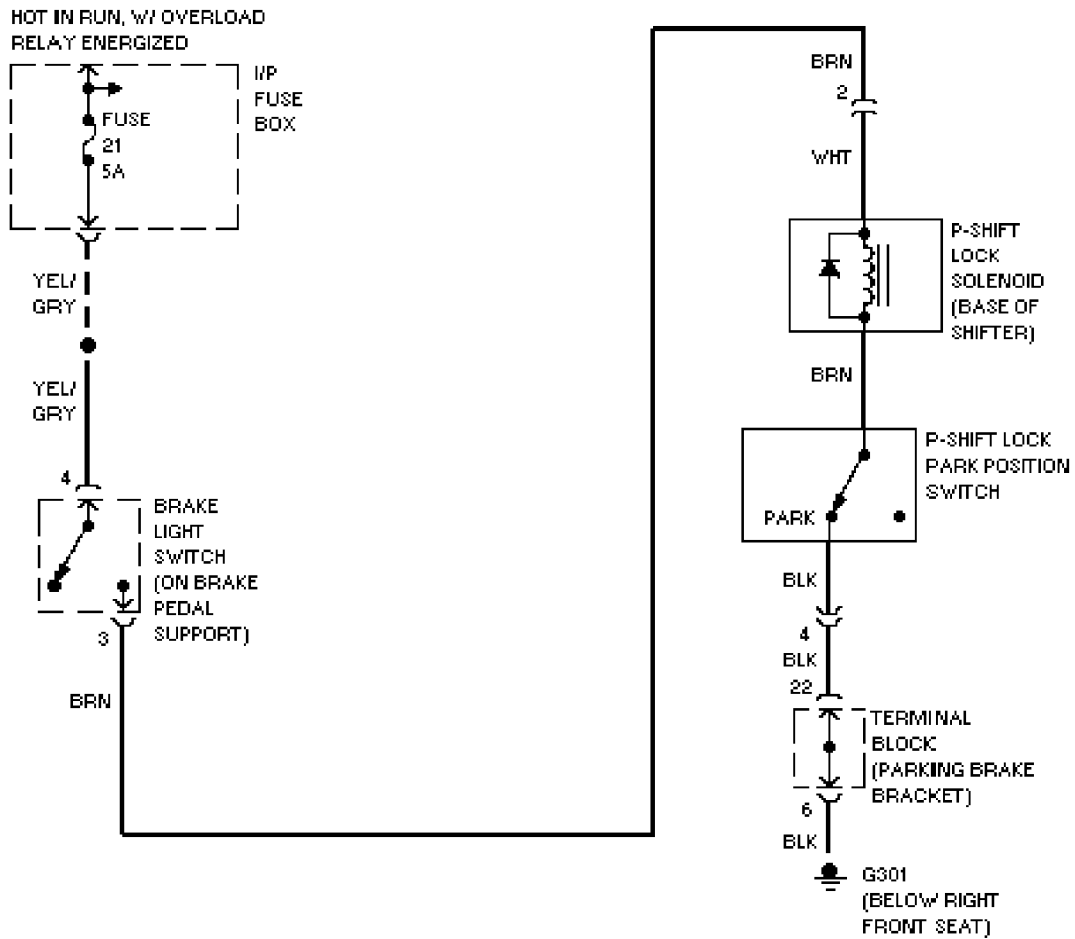 HOT IN RUN, W/ OVERLOAD
RELAY ENERGIZED
I/P
FUSE
BOX
FUSE
21
5A
YEL/
GRY
YEL/
GRY
4
BRAKE
LIGHT
SWITCH
(ON BRAKE
PEDAL
SUPPORT)
3
BRN
BRN
2
WHT
P-SHIFT
LOCK
SOLENOID
(BASE OF
SHIFTER)
BRN
P-SHIFT LOCK
PARK POSITION
SWITCH
PARK
BLK
4
BLK
22
TERMINAL
BLOCK
(PARKING BRAKE
BRACKET)
6
BLK
G301
(BELOW RIGHT
FRONT SEAT)